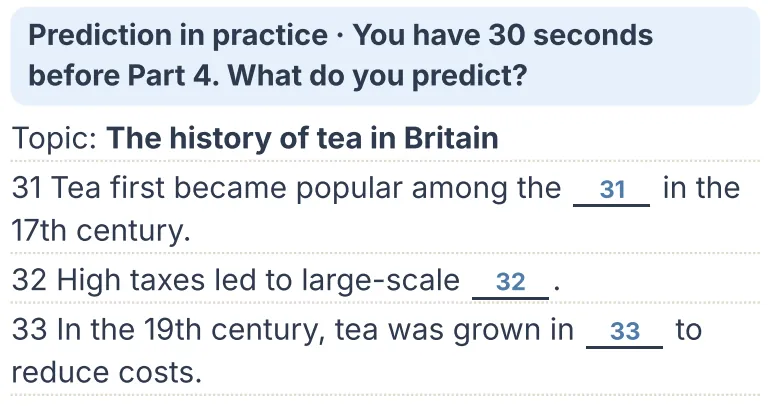 Prediction in practice · You have 30 seconds
before Part 4. What do you predict?
Topic: The history of tea in Britain
31 Tea first became popular among the 31 in the
17th century.
32 High taxes led to large-scale 32 .
33 In the 19th century, tea was grown in 33 to
reduce costs.